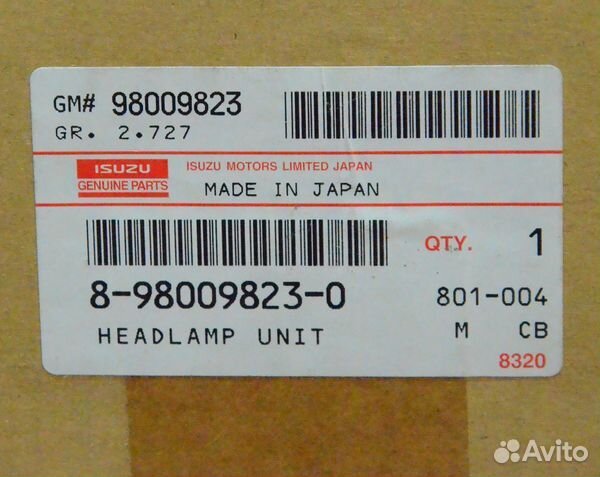 GM# 98009823
GR. 2.727
ISUZU
GENUINE PARTS
ISUZU MOTORS LIMITED JAPAN
MADE IN JAPAN
QTY. 1
8-98009823-0
801-004
HEADLAMP UNIT
M CB
8320
Avito